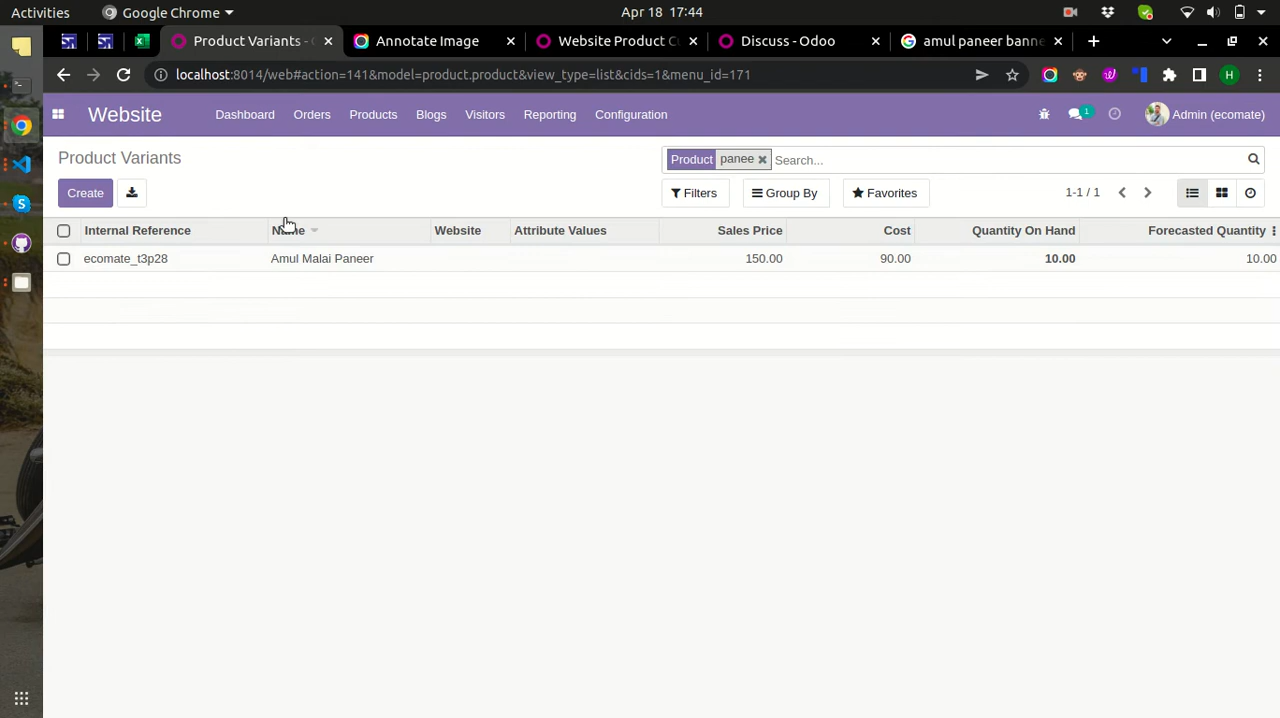 Activities Google Chrome Apr 18 17:44
Product Variants - Annotate Image Website Product C Discuss - Odoo amul paneer bann
localhost:8014/web#action=141&model=product.product&view_type=list&cids=1&menu_id=171 H
Website Dashboard Orders Products Blogs Visitors Reporting Configuration 1 Admin (ecomate)
Product Variants Product panee Search...
Create Filters Group By Favorites 1-1 / 1
Internal Reference Name Website Attribute Values Sales Price Cost Quantity On Hand Forecasted Quantity
ecomate_t3p28 Amul Malai Paneer 150.00 90.00 10.00 10.00